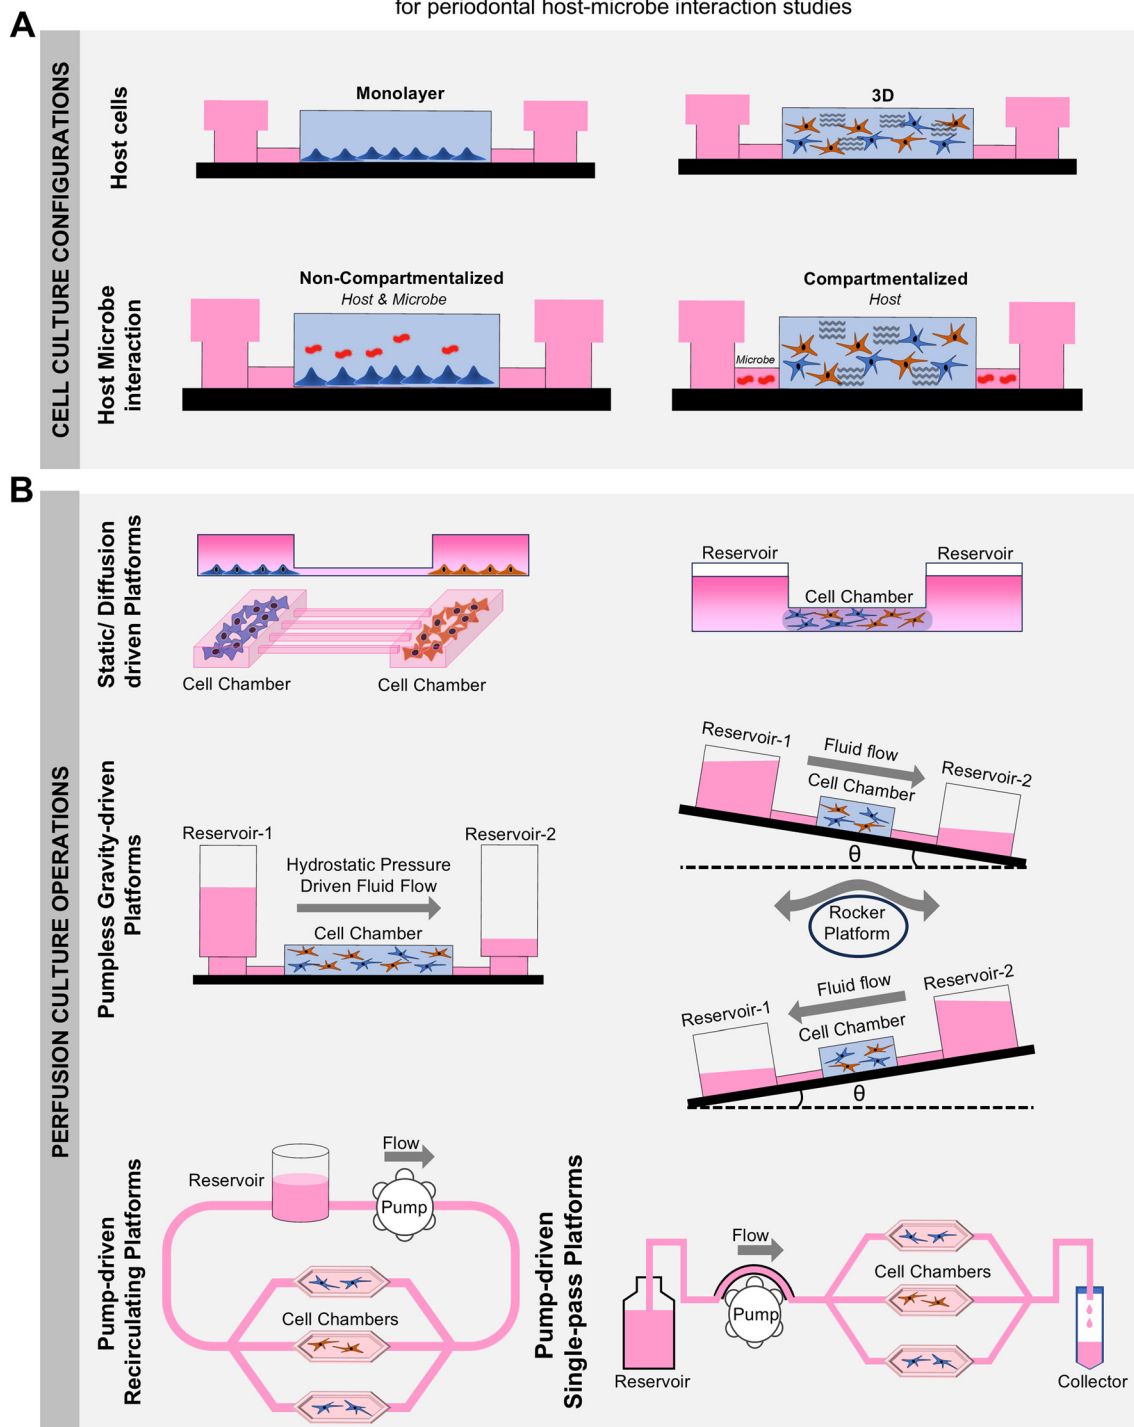 for periodontal host-microbe interaction studies
A
CELL CULTURE CONFIGURATIONS
Host cells
Monolayer
3D
Host Microbe
interaction
Non-Compartmentalized
Host & Microbe
Compartmentalized
Host
Microbe
B
PERFUSION CULTURE OPERATIONS
Static/ Diffusion
driven Platforms
Cell Chamber
Cell Chamber
Reservoir
Reservoir
Cell Chamber
Pumpless Gravity-driven
Platforms
Reservoir-1
Reservoir-2
Hydrostatic Pressure
Driven Fluid Flow
Cell Chamber
Reservoir-1
Fluid flow
Cell Chamber
Reservoir-2
θ
Rocker
Platform
Reservoir-1
Fluid flow
Cell Chamber
Reservoir-2
θ
Pump-driven
Recirculating Platforms
Reservoir
Flow
Pump
Cell Chambers
Pump-driven
Single-pass Platforms
Flow
Pump
Cell Chambers
Reservoir
Collector